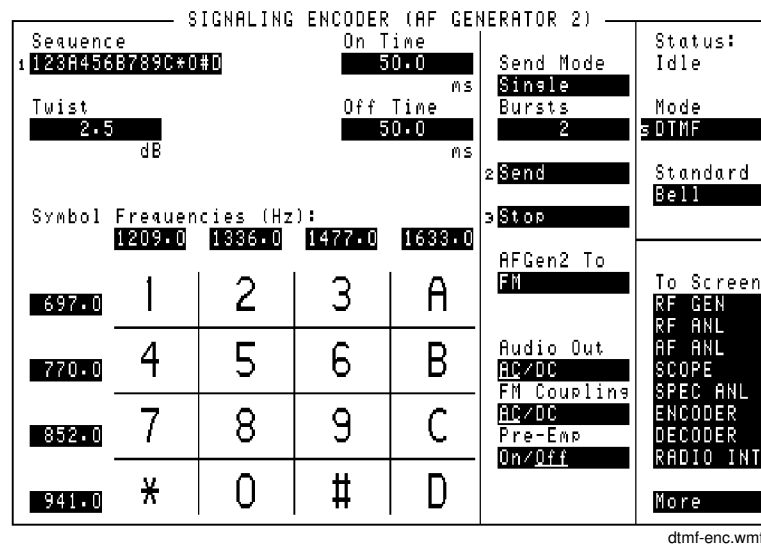 SIGNALING ENCODER (AF GENERATOR 2)
Sequence
1 123A456B789C*0#D
On Time
50.0
ms
Twist
2.5
dB
Off Time
50.0
ms
Symbol Frequencies (Hz):
1209.0 1336.0 1477.0 1633.0
697.0 1 2 3 A
770.0 4 5 6 B
852.0 7 8 9 C
941.0 * 0 # D
Send Mode
Single
Bursts
2
2 Send
3 Stop
AFGen2 To
FM
Audio Out
AC/DC
FM Coupling
AC/DC
Pre-Emp
On/Off
Status:
Idle
Mode
5 DTMF
Standard
Bell
To Screen
RF GEN
RF ANL
AF ANL
SCOPE
SPEC ANL
ENCODER
DECODER
RADIO INT
More
dtmf-enc.wmf